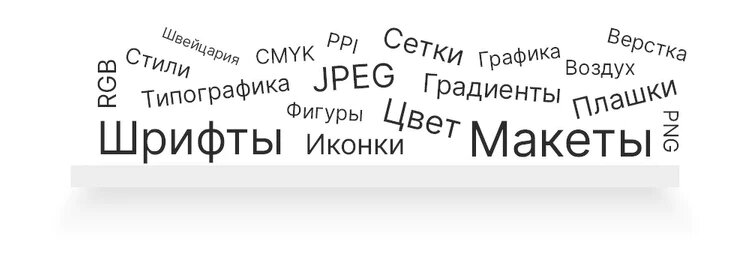 Швейцария
PPI
Сетки
Верстка
Стили
CMYK
Графика
RGB
Типографика
JPEG
Градиенты
Воздух
Плашки
Фигуры
Цвет
PNG
Шрифты
Иконки
Макеты